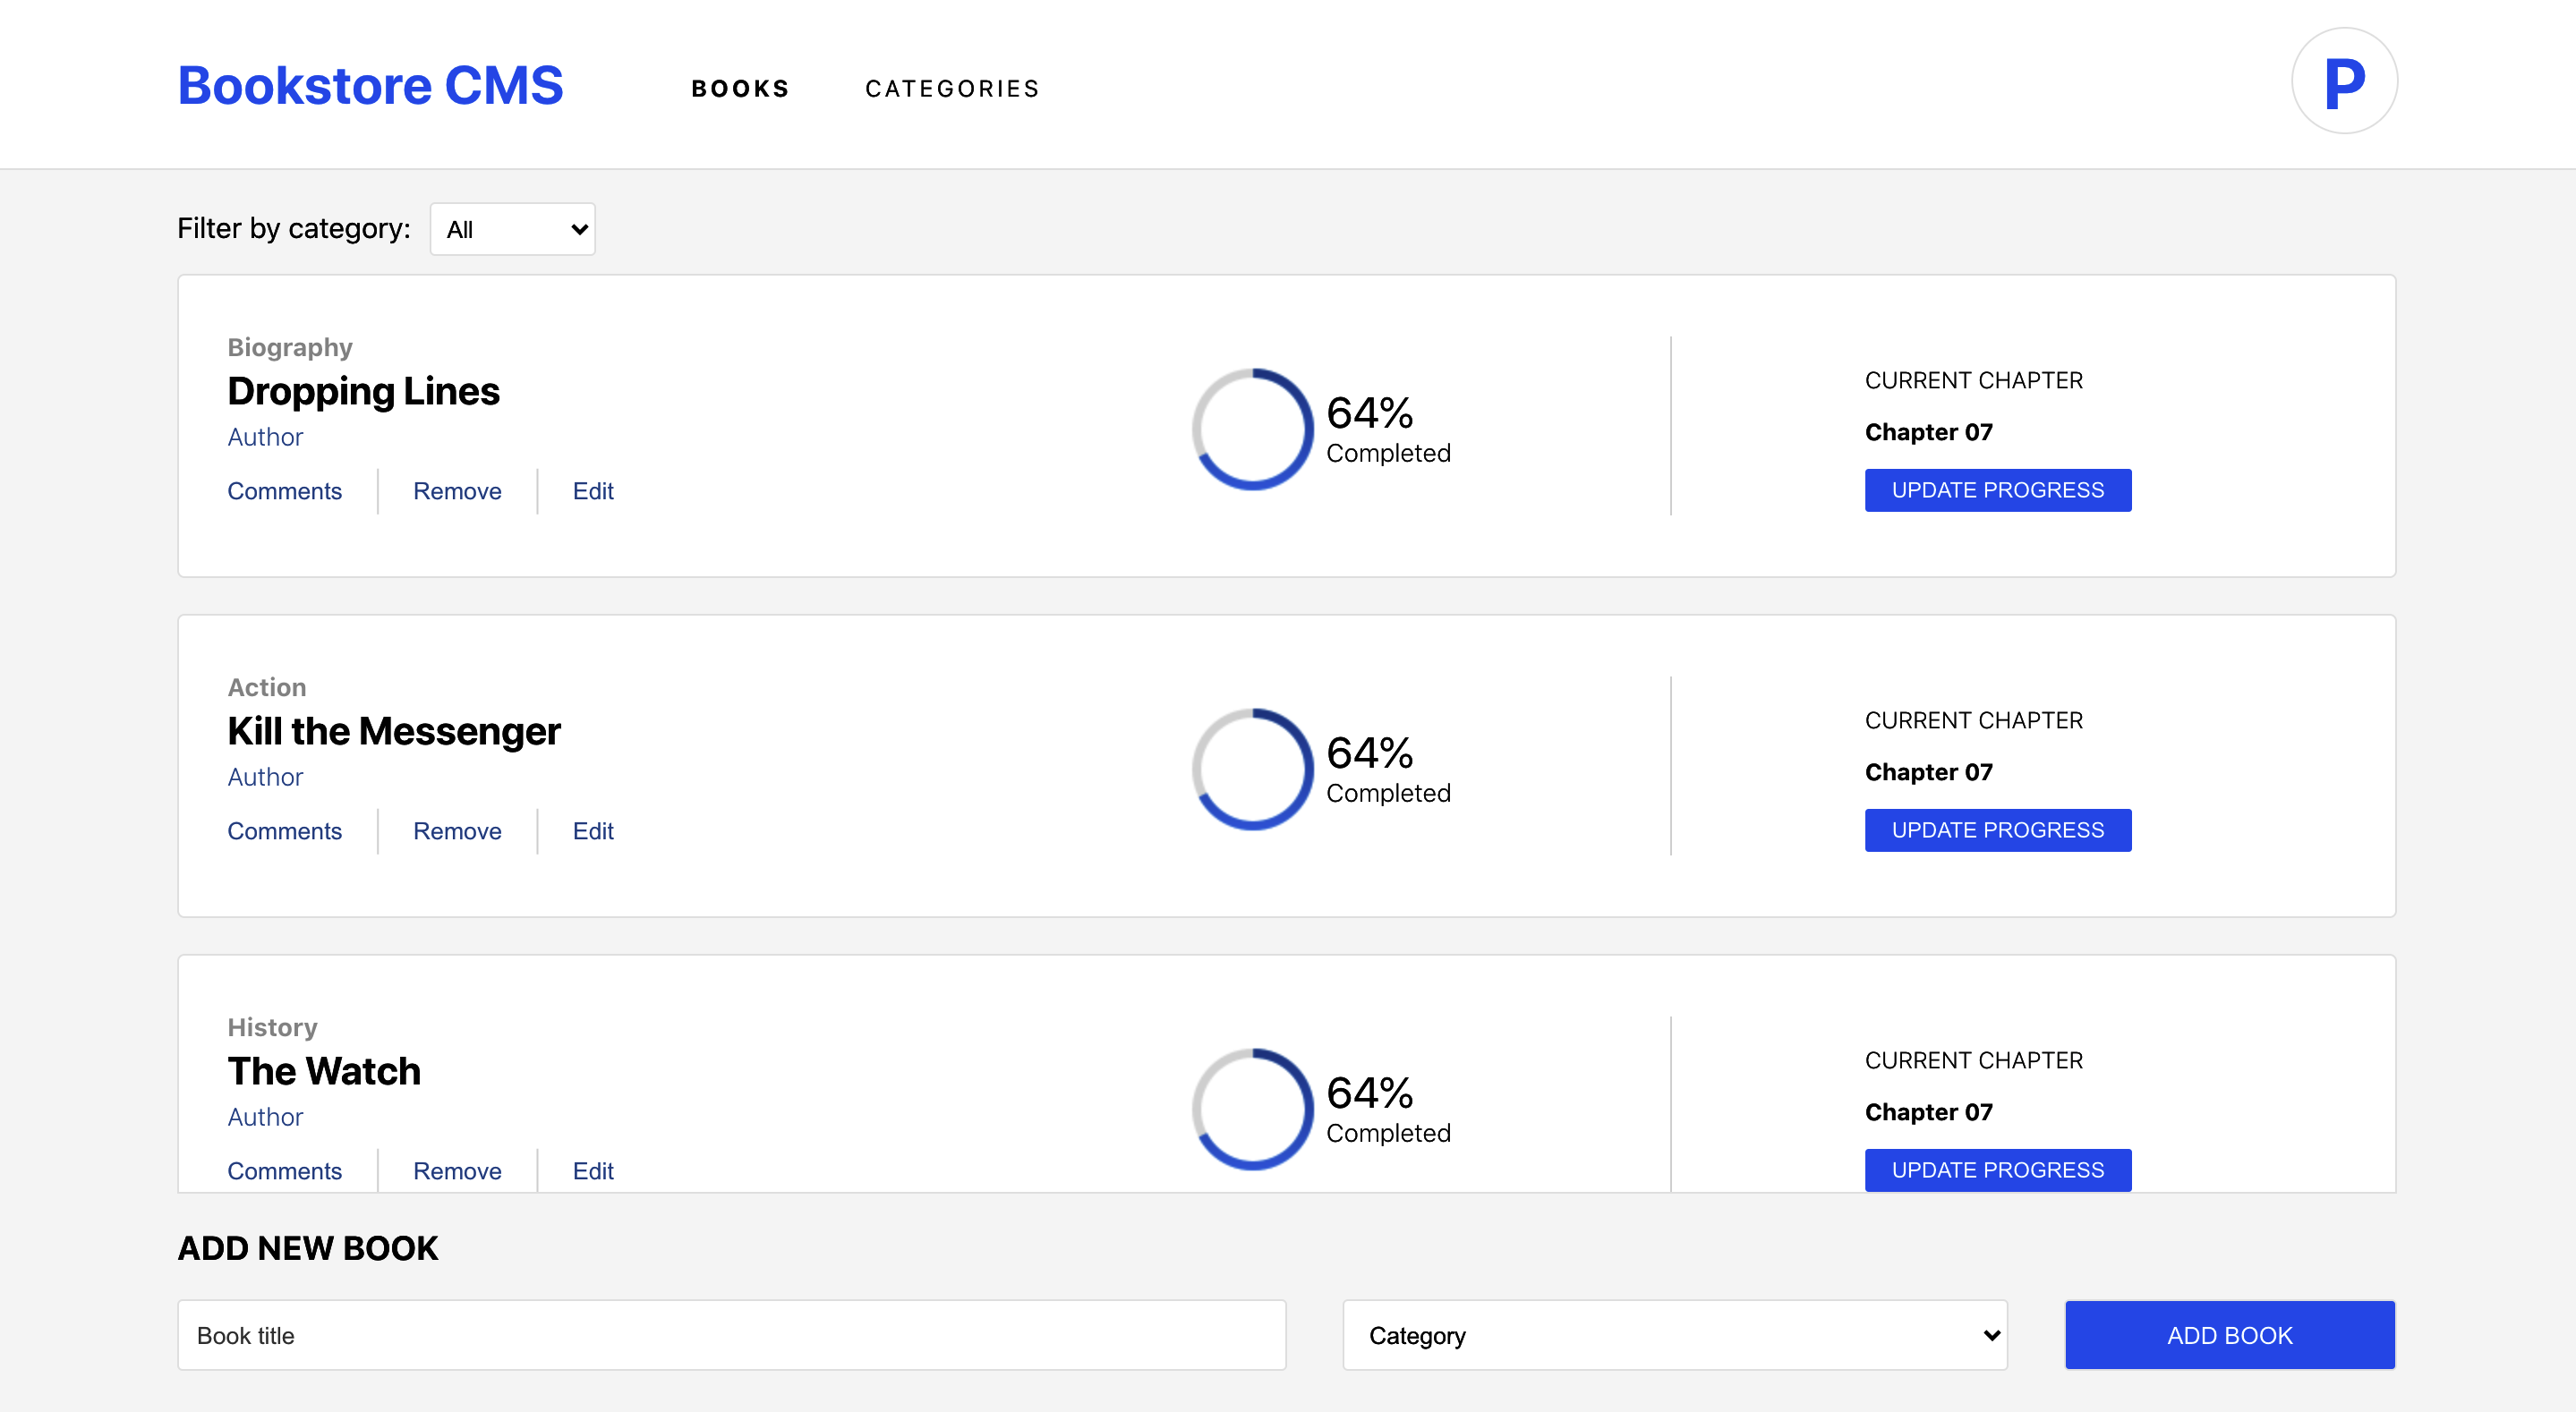 Bookstore CMS
BOOKS
CATEGORIES
P
Filter by category:
All
Biography
Dropping Lines
Author
Comments
Remove
Edit
64%
Completed
CURRENT CHAPTER
Chapter 07
UPDATE PROGRESS
Action
Kill the Messenger
Author
Comments
Remove
Edit
64%
Completed
CURRENT CHAPTER
Chapter 07
UPDATE PROGRESS
History
The Watch
Author
Comments
Remove
Edit
64%
Completed
CURRENT CHAPTER
Chapter 07
UPDATE PROGRESS
ADD NEW BOOK
Book title
Category
ADD BOOK